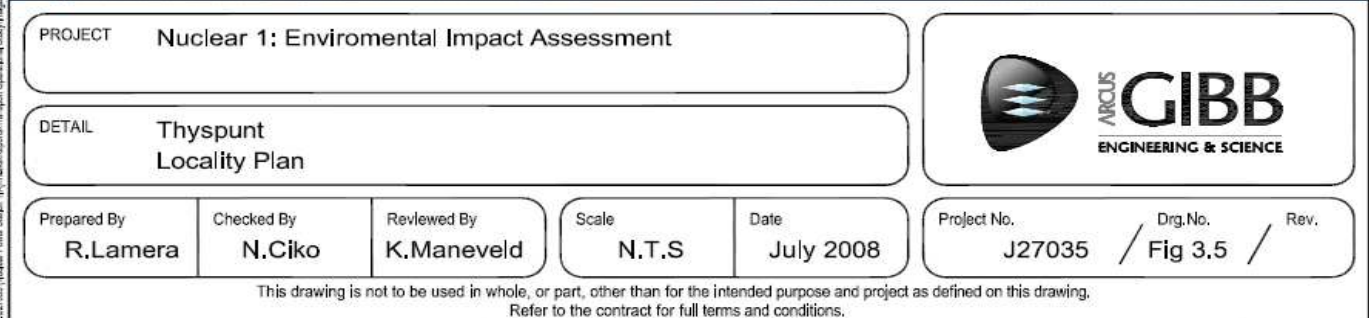 PROJECT Nuclear 1: Enviromental Impact Assessment
DETAIL Thyspunt
Locality Plan
ARCUS GIBB
ENGINEERING & SCIENCE
Prepared By
R.Lamera
Checked By
N.Ciko
Reviewed By
K.Maneveld
Scale
N.T.S
Date
July 2008
Project No. Drg.No. Rev.
J27035 / Fig 3.5 /
This drawing is not to be used in whole, or part, other than for the intended purpose and project as defined on this drawing.
Refer to the contract for full terms and conditions.